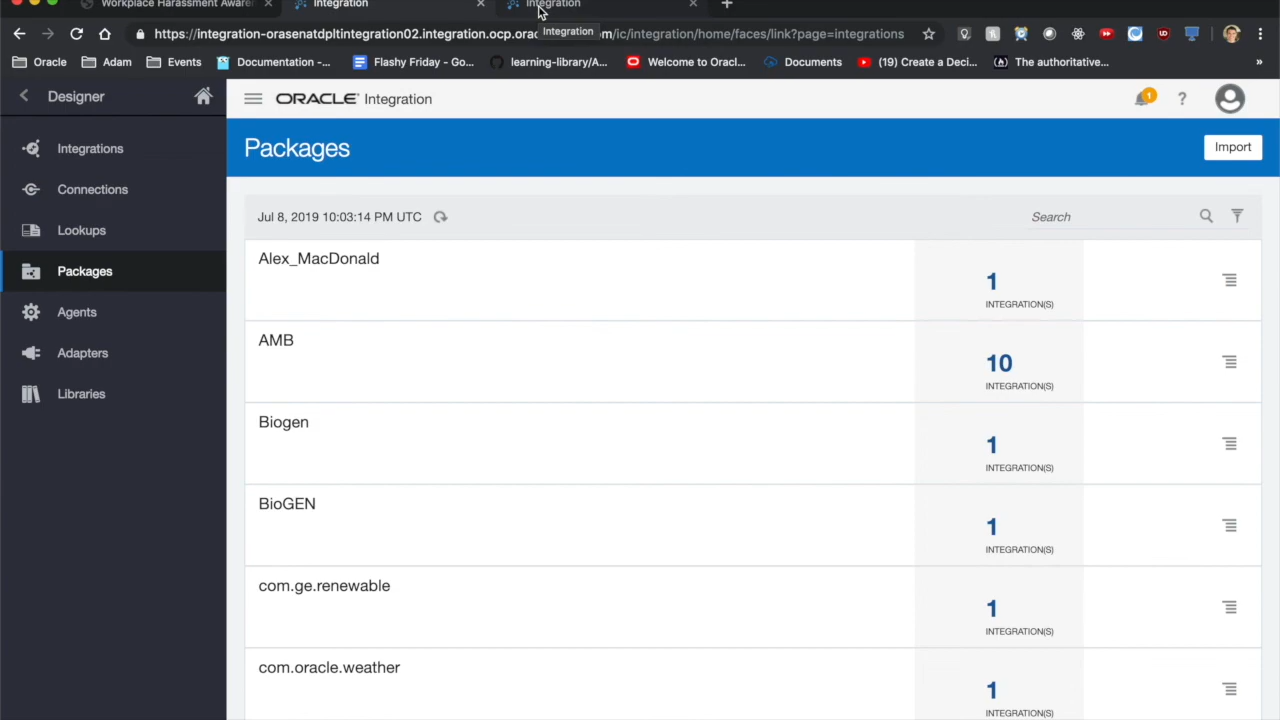 Workplace Harassment Awar
Integration
Integration
Integration
https://integration-orasenatdpltintegration02.integration.ocp.ora
m/ic/integration/home/faces/link?page=integrations
Oracle
Adam
Events
Documentation -...
Flashy Friday - Go...
learning-library/A...
Welcome to Oracl...
Documents
(19) Create a Deci...
The authoritative...
»
Designer
ORACLE Integration
1
?
Integrations
Connections
Lookups
Packages
Agents
Adapters
Libraries
Packages
Import
Jul 8, 2019 10:03:14 PM UTC
Search
Alex_MacDonald
1
INTEGRATION(S)
AMB
10
INTEGRATION(S)
Biogen
1
INTEGRATION(S)
BioGEN
1
INTEGRATION(S)
com.ge.renewable
1
INTEGRATION(S)
com.oracle.weather
1
INTEGRATION(S)